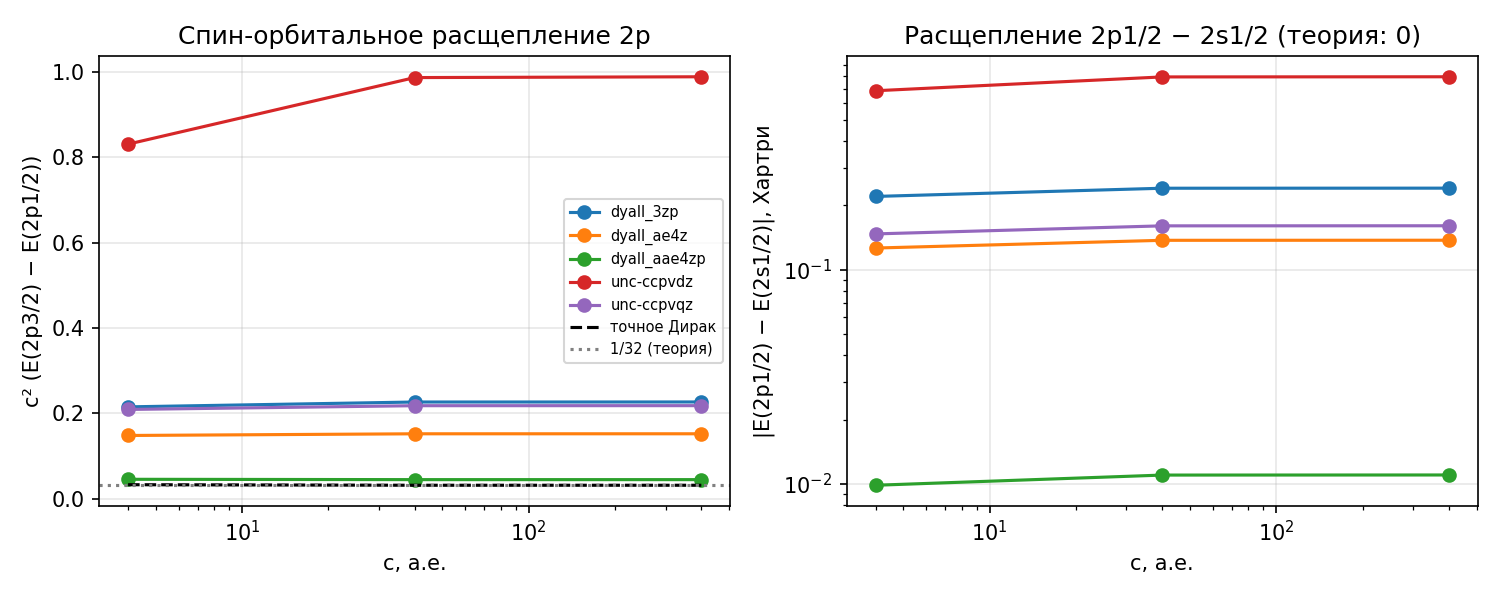 Спин-орбитальное расщепление 2p
c² (E(2p3/2) − E(2p1/2))
1.0
0.8
0.6
0.4
0.2
0.0
10¹
10²
c, а.е.
dyall_3zp
dyall_ae4z
dyall_aae4zp
unc-ccpvdz
unc-ccpvqz
точное Дирак
1/32 (теория)
Расщепление 2p1/2 − 2s1/2 (теория: 0)
|E(2p1/2) − E(2s1/2)|, Хартри
10⁻¹
10⁻²
10¹
10²
c, а.е.